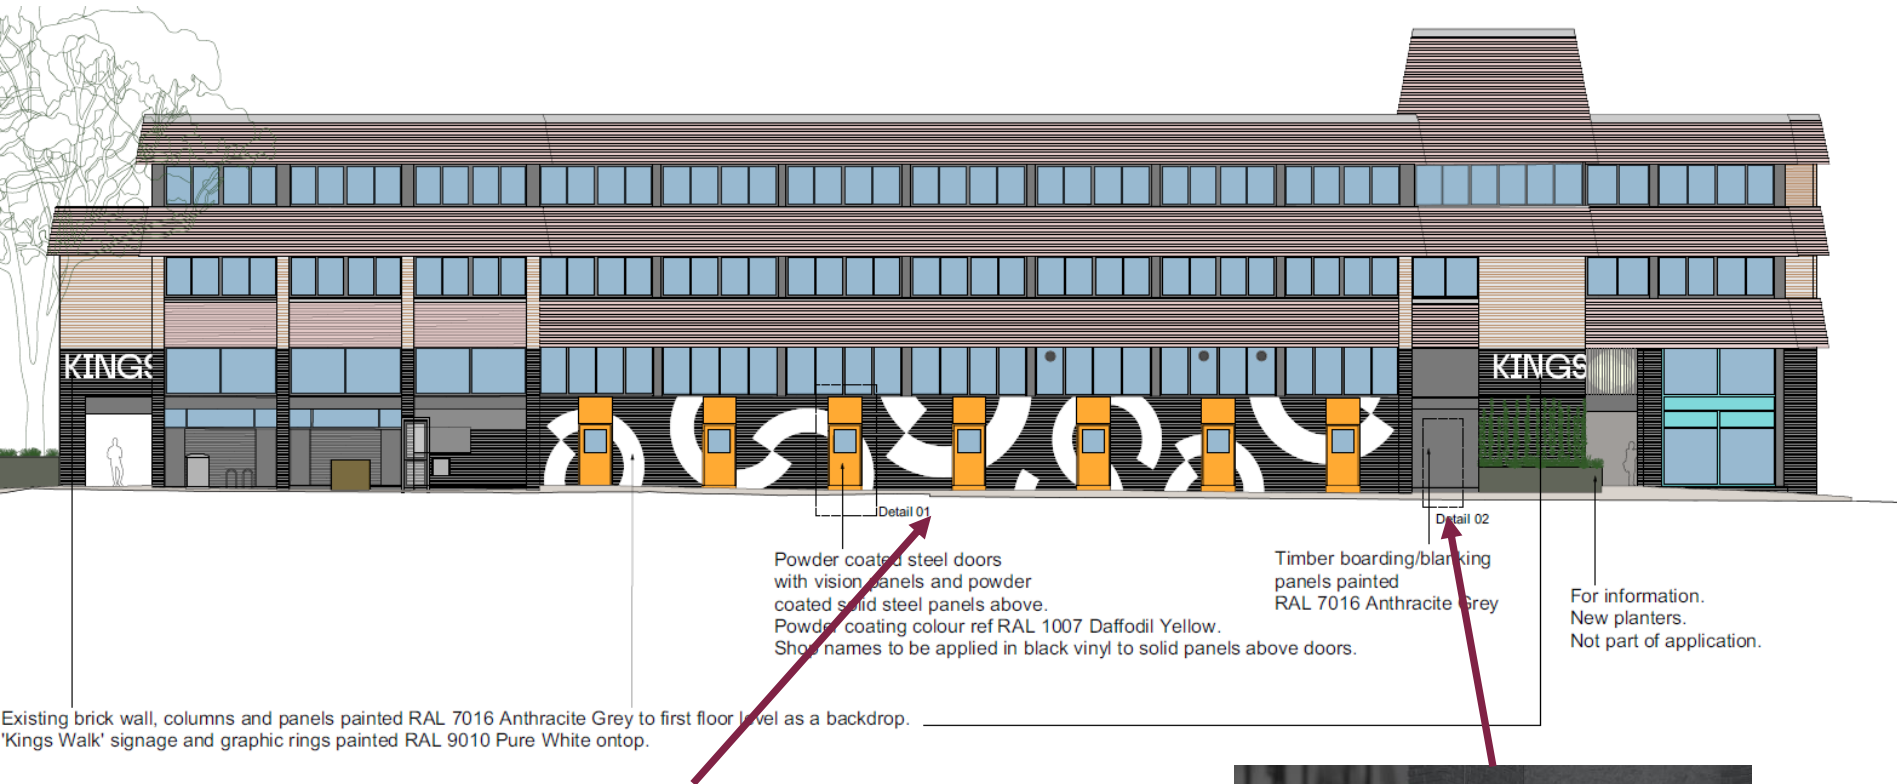 KINGS
KINGS
Detail 01
Detail 02
Powder coated steel doors
with vision panels and powder
coated solid steel panels above.
Powder coating colour ref RAL 1007 Daffodil Yellow.
Shop names to be applied in black vinyl to solid panels above doors.
Timber boarding/blanking
panels painted
RAL 7016 Anthracite Grey
For information.
New planters.
Not part of application.
Existing brick wall, columns and panels painted RAL 7016 Anthracite Grey to first floor level as a backdrop.
'Kings Walk' signage and graphic rings painted RAL 9010 Pure White ontop.